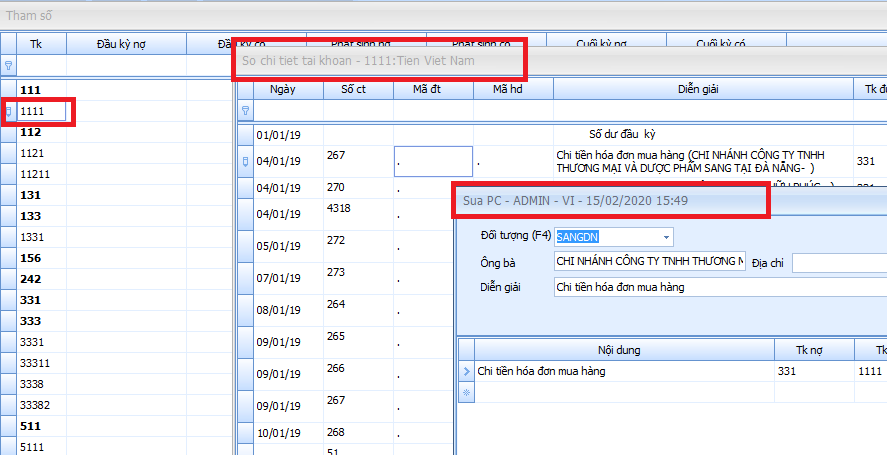 Tham số
Tk Đầu kỳ nợ Đầu kỳ có Phát sinh nợ Phát sinh có Cuối kỳ nợ Cuối kỳ có
111
1111
112
1121
11211
131
133
1331
156
242
331
333
3331
33311
3338
33382
511
5111
So chi tiet tai khoan - 1111:Tien Viet Nam
Ngày Số ct Mã đt Mã hd Diễn giải Tk
01/01/19 Số dư đầu kỳ
04/01/19 267 . . Chi tiền hóa đơn mua hàng (CHI NHÁNH CÔNG TY TNHH THƯƠNG MẠI VÀ DƯỢC PHẨM SANG TẠI ĐÀ NẴNG- ) 331
04/01/19 270 .
04/01/19 4318 .
05/01/19 272 .
07/01/19 273 .
08/01/19 264 .
09/01/19 265 .
09/01/19 266 .
09/01/19 267 .
10/01/19 268 .
51
Sua PC - ADMIN - VI - 15/02/2020 15:49
Đối tượng (F4) SANGDN
Ông bà CHI NHÁNH CÔNG TY TNHH THƯƠNG Địa chỉ
Diễn giải Chi tiền hóa đơn mua hàng
Nội dung Tk nợ Tk
Chi tiền hóa đơn mua hàng 331 1111